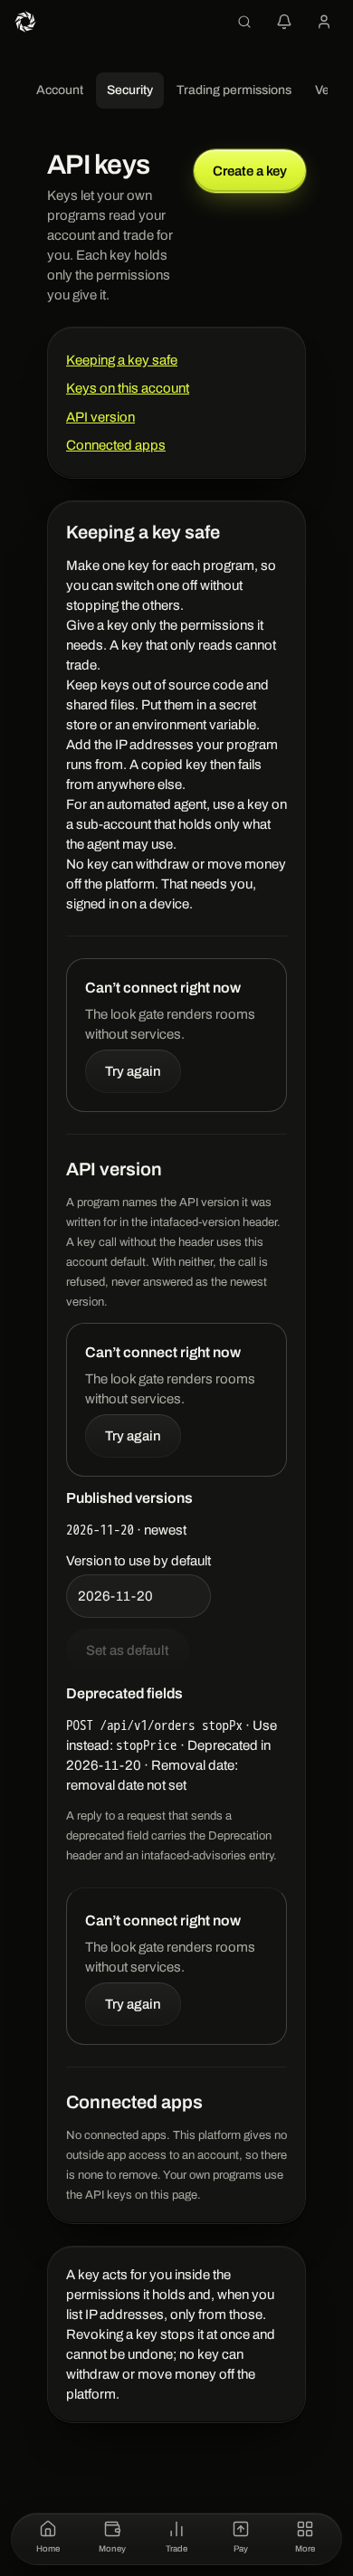 Account Security Trading permissions Ve
API keys
Create a key
Keys let your own
programs read your
account and trade for
you. Each key holds
only the permissions
you give it.
Keeping a key safe
Keys on this account
API version
Connected apps
Keeping a key safe
Make one key for each program, so
you can switch one off without
stopping the others.
Give a key only the permissions it
needs. A key that only reads cannot
trade.
Keep keys out of source code and
shared files. Put them in a secret
store or an environment variable.
Add the IP addresses your program
runs from. A copied key then fails
from anywhere else.
For an automated agent, use a key on
a sub-account that holds only what
the agent may use.
No key can withdraw or move money
off the platform. That needs you,
signed in on a device.
Can’t connect right now
The look gate renders rooms
without services.
Try again
API version
A program names the API version it was
written for in the intafaced-version header.
A key call without the header uses this
account default. With neither, the call is
refused, never answered as the newest
version.
Can’t connect right now
The look gate renders rooms
without services.
Try again
Published versions
2026-11-20 · newest
Version to use by default
2026-11-20
Set as default
Deprecated fields
POST /api/v1/orders stopPx · Use
instead: stopPrice · Deprecated in
2026-11-20 · Removal date:
removal date not set
A reply to a request that sends a
deprecated field carries the Deprecation
header and an intafaced-advisories entry.
Can’t connect right now
The look gate renders rooms
without services.
Try again
Connected apps
No connected apps. This platform gives no
outside app access to an account, so there
is none to remove. Your own programs use
the API keys on this page.
A key acts for you inside the
permissions it holds and, when you
list IP addresses, only from those.
Revoking a key stops it at once and
cannot be undone; no key can
withdraw or move money off the
platform.
Home Money Trade Pay More